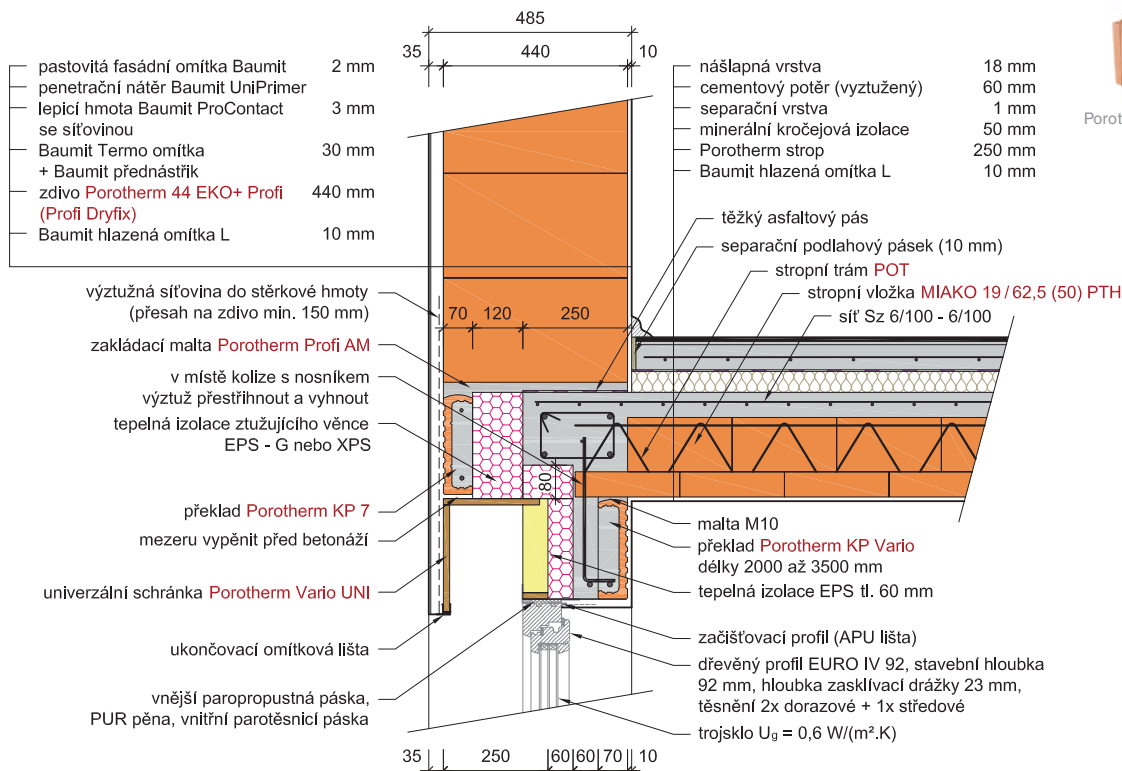 485
35 440 10
pastovitá fasádní omítka Baumit 2 mm
penetrační nátěr Baumit UniPrimer
lepicí hmota Baumit ProContact 3 mm
se síťovinou
Baumit Termo omítka 30 mm
+ Baumit přednástřik
zdivo Porotherm 44 EKO+ Profi 440 mm
(Profi Dryfix)
Baumit hlazená omítka L 10 mm
nášlapná vrstva 18 mm
cementový potěr (vyztužený) 60 mm
separační vrstva 1 mm
minerální kročejová izolace 50 mm
Porotherm strop 250 mm
Baumit hlazená omítka L 10 mm
Porot
těžký asfaltový pás
separační podlahový pásek (10 mm)
stropní trám POT
stropní vložka MIAKO 19/62,5 (50) PTH
síť Sz 6/100 - 6/100
výztužná síťovina do stěrkové hmoty
(přesah na zdivo min. 150 mm)
70 120 250
zakládací malta Porotherm Profi AM
v místě kolize s nosníkem
výztuž přestřihnout a vyhnout
tepelná izolace ztužujícího věnce
EPS - G nebo XPS
80
překlad Porotherm KP 7
mezeru vypěnit před betonáží
univerzální schránka Porotherm Vario UNI
ukončovací omítková lišta
vnější paropropustná páska,
PUR pěna, vnitřní parotěsnicí páska
malta M10
překlad Porotherm KP Vario
délky 2000 až 3500 mm
tepelná izolace EPS tl. 60 mm
začišťovací profil (APU lišta)
dřevěný profil EURO IV 92, stavební hloubka
92 mm, hloubka zasklívací drážky 23 mm,
těsnění 2x dorazové + 1x středové
trojsklo Ug = 0,6 W/(m².K)
35 250 60 60 70 10